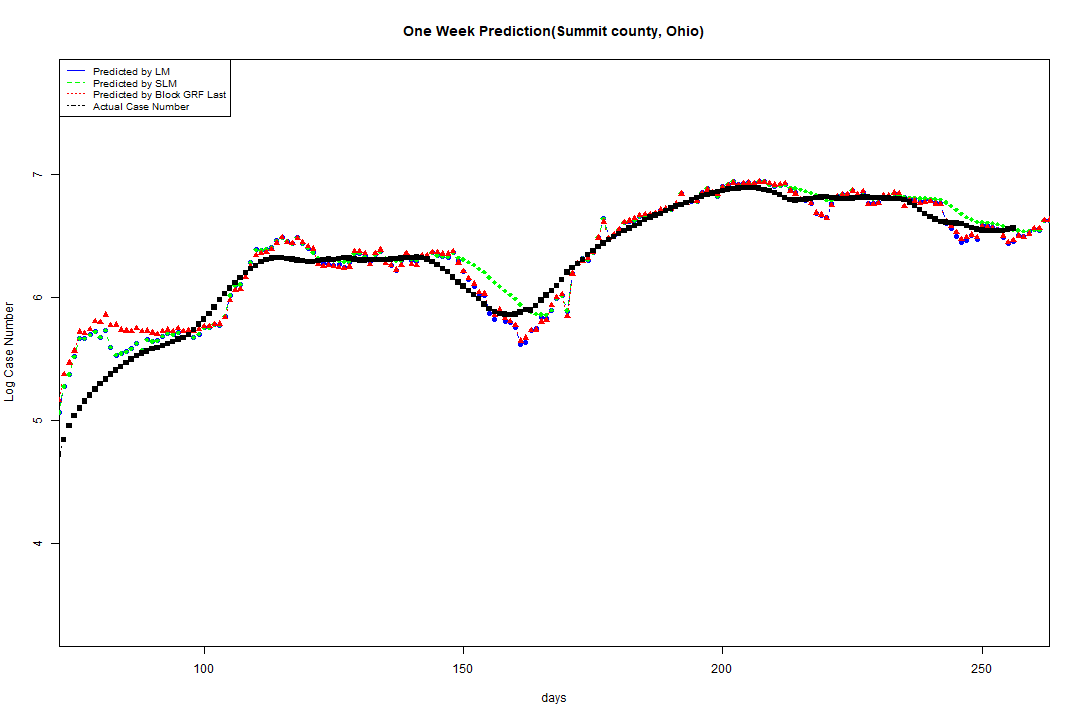 One Week Prediction(Summit county, Ohio)
Predicted by LM
Predicted by SLM
Predicted by Block GRF Last
Actual Case Number
7
6
5
4
Log Case Number
100 150 200 250
days